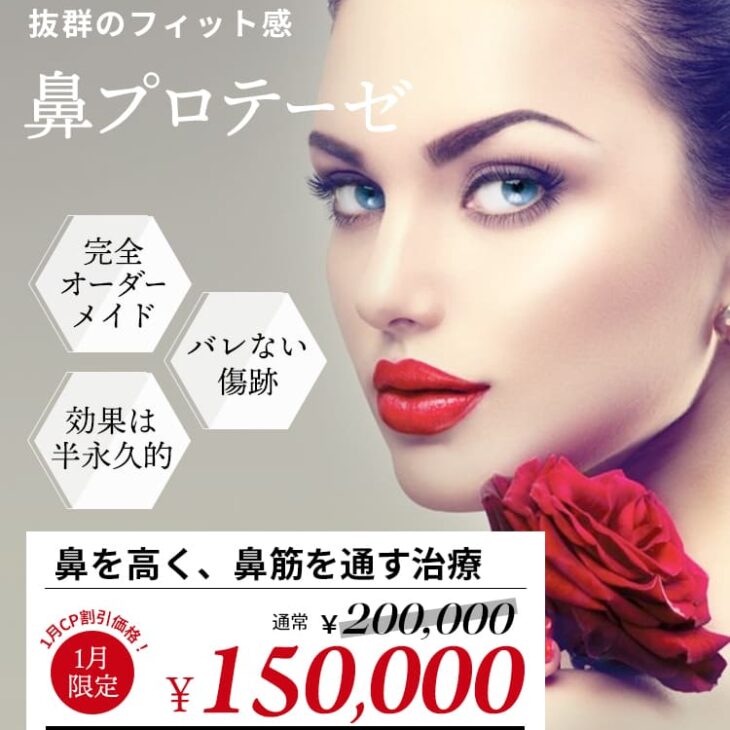 抜群のフィット感
鼻プロテーゼ
完全
オーダー
メイド
バレない
傷跡
効果は
半永久的
鼻を高く、鼻筋を通す治療
1月CP割引価格！
1月
限定
通常 ¥200,000
¥150,000